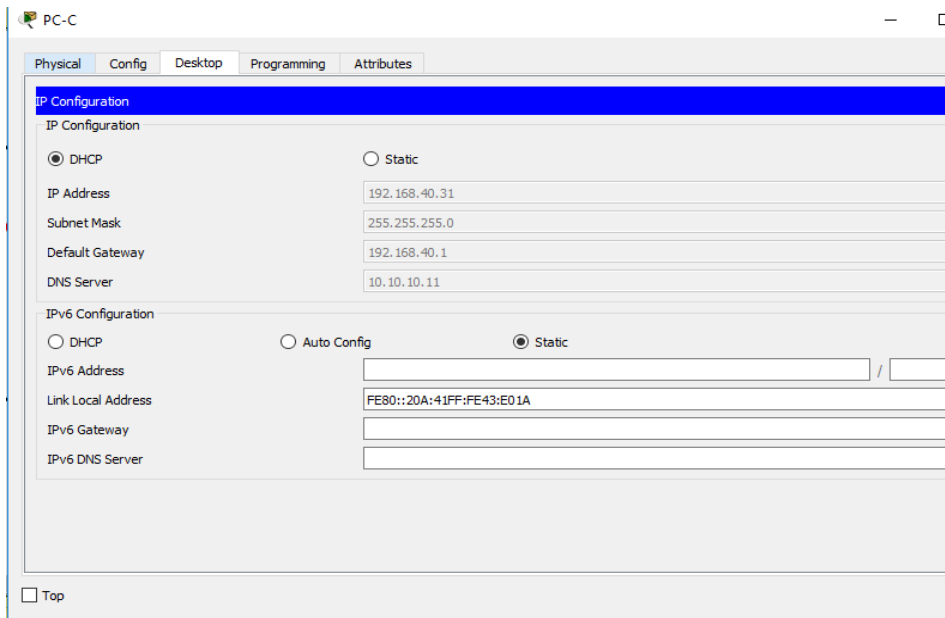 PC-C
Physical Config Desktop Programming Attributes
IP Configuration
IP Configuration
DHCP Static
IP Address 192.168.40.31
Subnet Mask 255.255.255.0
Default Gateway 192.168.40.1
DNS Server 10.10.10.11
IPv6 Configuration
DHCP Auto Config Static
IPv6 Address /
Link Local Address FE80::20A:41FF:FE43:E01A
IPv6 Gateway
IPv6 DNS Server
Top